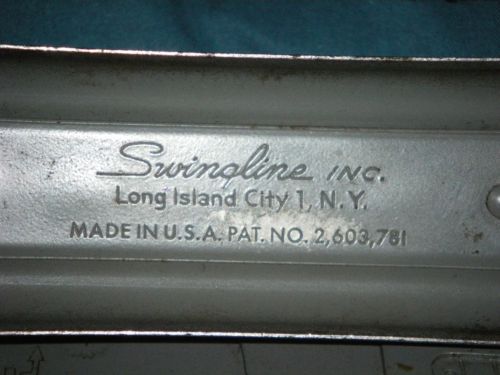 Swingline INC.
Long Island City 1, N.Y.
MADE IN U.S.A. PAT. NO. 2,603,781